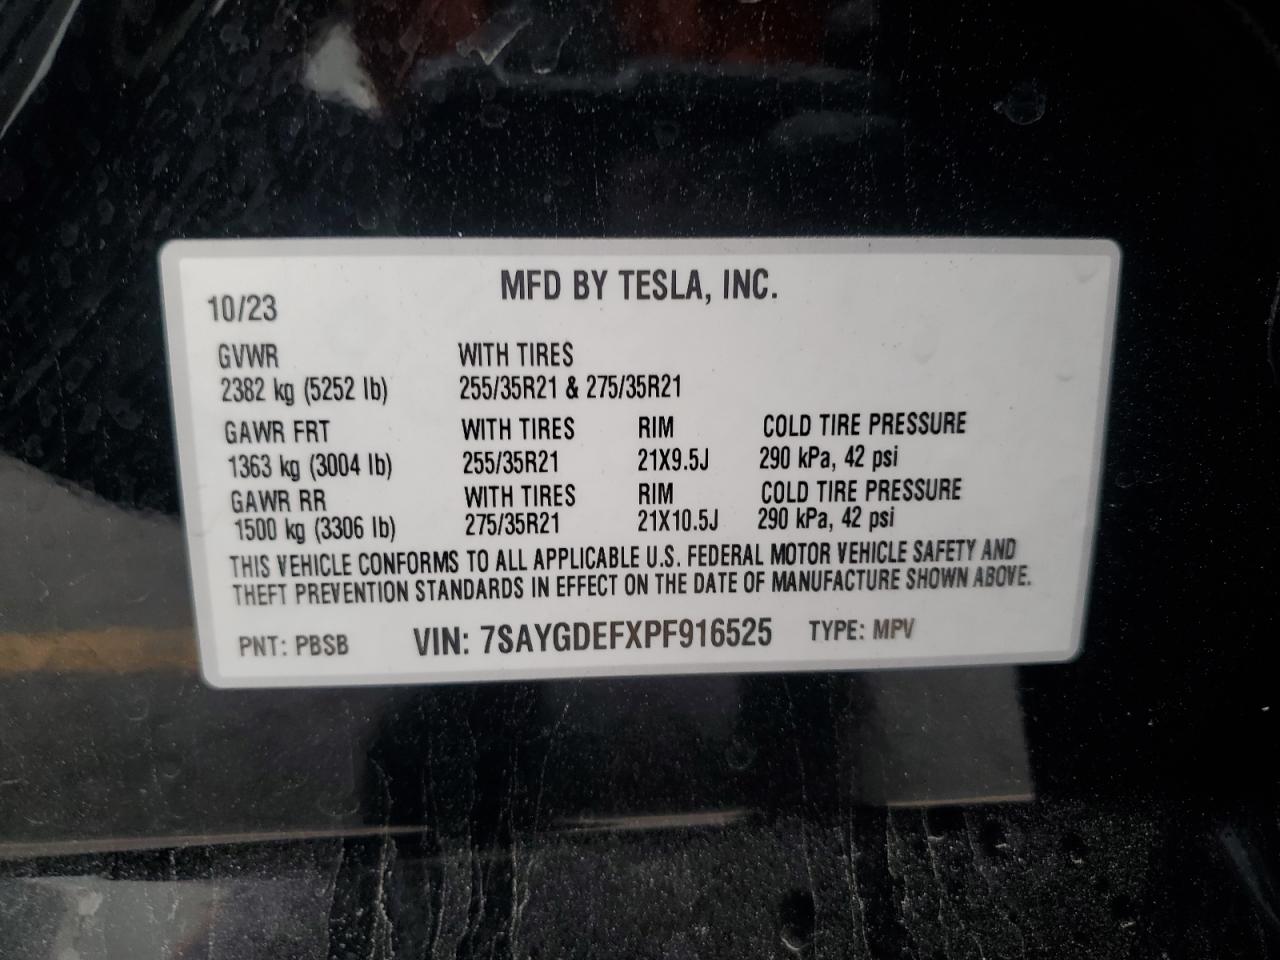 MFD BY TESLA, INC.
10/23
GVWR WITH TIRES
2382 kg (5252 lb) 255/35R21 & 275/35R21
GAWR FRT WITH TIRES RIM COLD TIRE PRESSURE
1363 kg (3004 lb) 255/35R21 21X9.5J 290 kPa, 42 psi
GAWR RR WITH TIRES RIM COLD TIRE PRESSURE
1500 kg (3306 lb) 275/35R21 21X10.5J 290 kPa, 42 psi
THIS VEHICLE CONFORMS TO ALL APPLICABLE U.S. FEDERAL MOTOR VEHICLE SAFETY AND
THEFT PREVENTION STANDARDS IN EFFECT ON THE DATE OF MANUFACTURE SHOWN ABOVE.
PNT: PBSB VIN: 7SAYGDEFXPF916525 TYPE: MPV